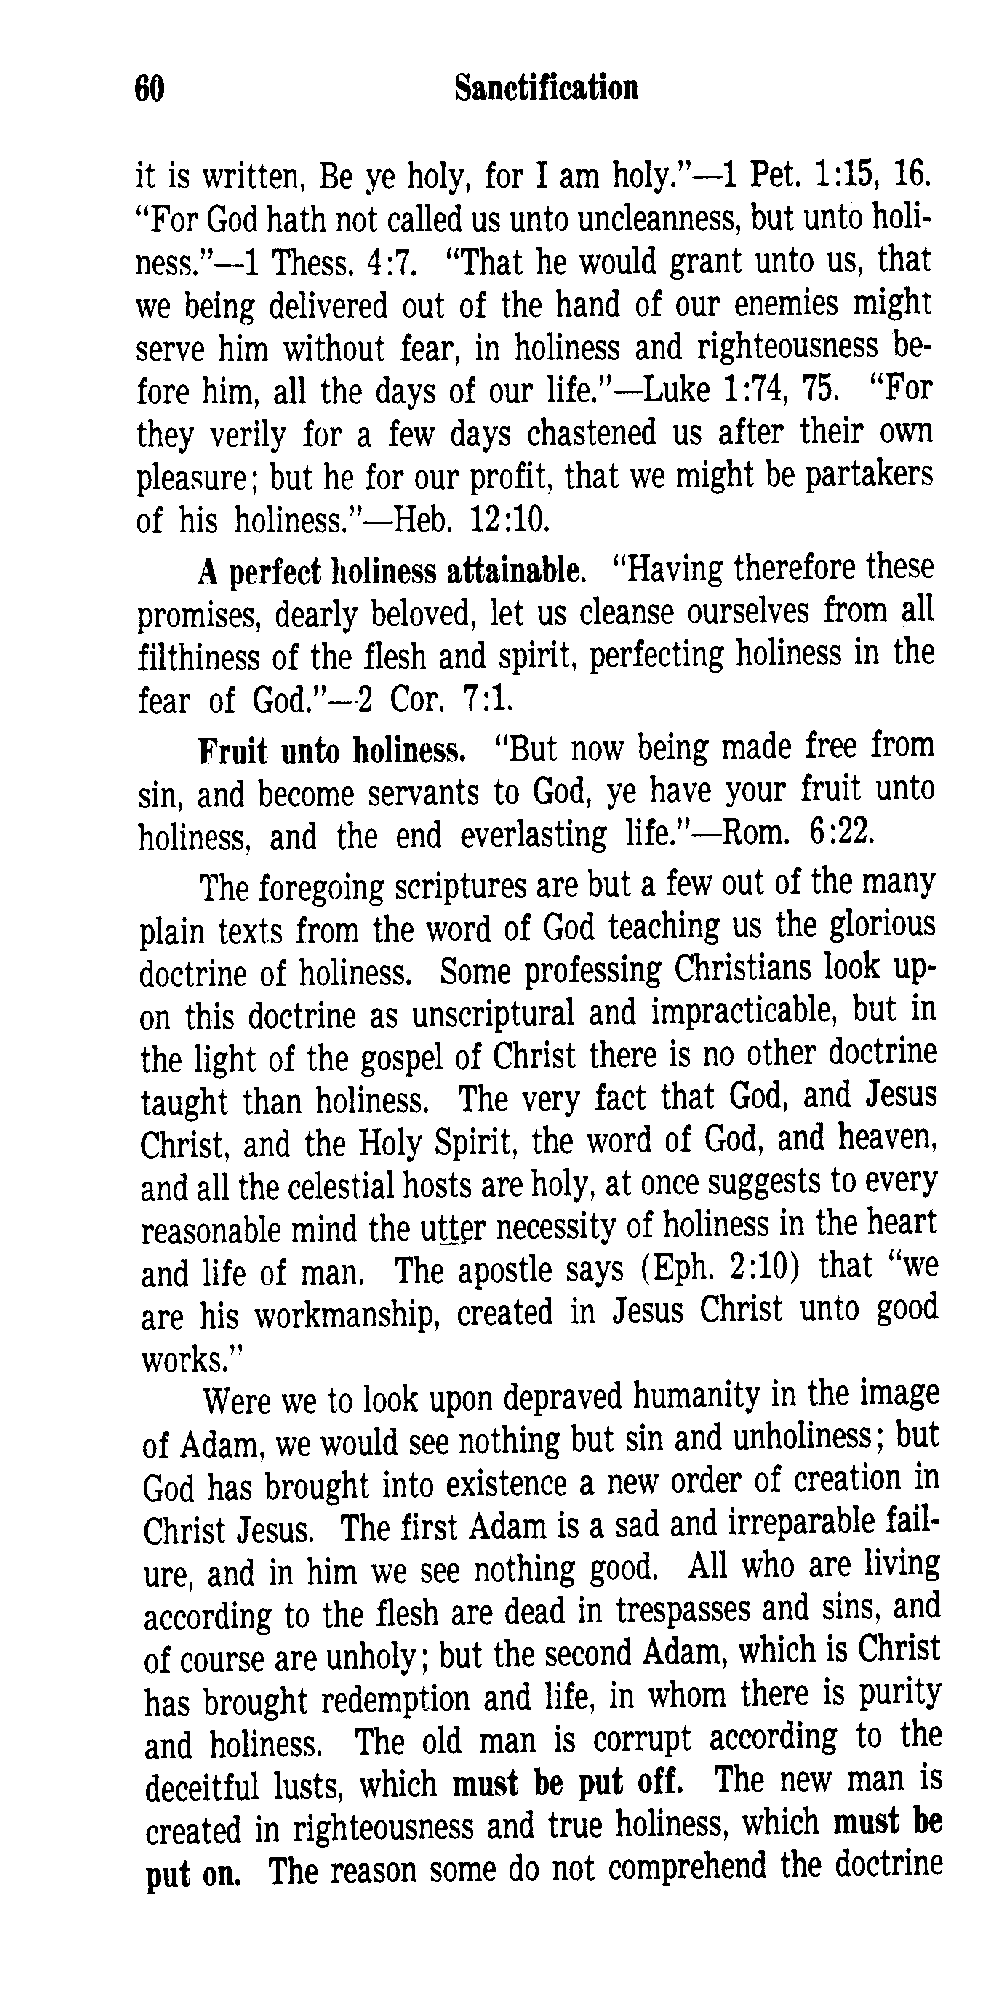 60 Sanctification
it is written, Be ye holy, for I am holy.”—1 Pet. 1:15, 16.
“For God hath not called us unto uncleanness, but unto holi-
ness.”—1 Thess. 4:7. “That he would grant unto us, that
we being delivered out of the hand of our enemies might
serve him without fear, in holiness and righteousness be-
fore him, all the days of our life.”—Luke 1:74, 75. “For
they verily for a few days chastened us after their own
pleasure; but he for our profit, that we might be partakers
of his holiness.”—Heb. 12:10.
A perfect holiness attainable. “Having therefore these
promises, dearly beloved, let us cleanse ourselves from all
filthiness of the flesh and spirit, perfecting holiness in the
fear of God.”—2 Cor. 7:1.
Fruit unto holiness. “But now being made free from
sin, and become servants to God, ye have your fruit unto
holiness, and the end everlasting life.”—Rom. 6:22.
The foregoing scriptures are but a few out of the many
plain texts from the word of God teaching us the glorious
doctrine of holiness. Some professing Christians look up-
on this doctrine as unscriptural and impracticable, but in
the light of the gospel of Christ there is no other doctrine
taught than holiness. The very fact that God, and Jesus
Christ, and the Holy Spirit, the word of God, and heaven,
and all the celestial hosts are holy, at once suggests to every
reasonable mind the utter necessity of holiness in the heart
and life of man. The apostle says (Eph. 2:10) that “we
are his workmanship, created in Jesus Christ unto good
works.”
Were we to look upon depraved humanity in the image
of Adam, we would see nothing but sin and unholiness; but
God has brought into existence a new order of creation in
Christ Jesus. The first Adam is a sad and irreparable fail-
ure, and in him we see nothing good. All who are living
according to the flesh are dead in trespasses and sins, and
of course are unholy; but the second Adam, which is Christ
has brought redemption and life, in whom there is purity
and holiness. The old man is corrupt according to the
deceitful lusts, which must be put off. The new man is
created in righteousness and true holiness, which must be
put on. The reason some do not comprehend the doctrine